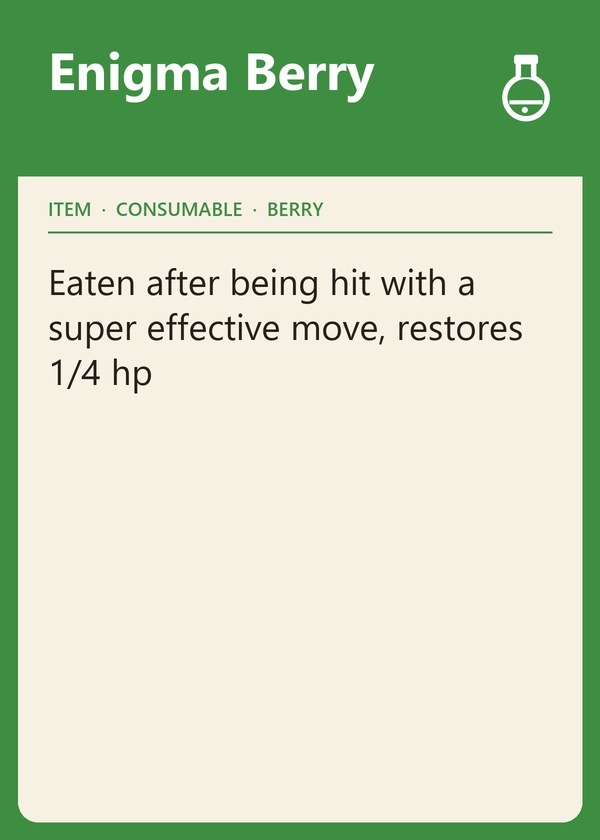 Enigma Berry
ITEM · CONSUMABLE · BERRY
Eaten after being hit with a
super effective move, restores
1/4 hp